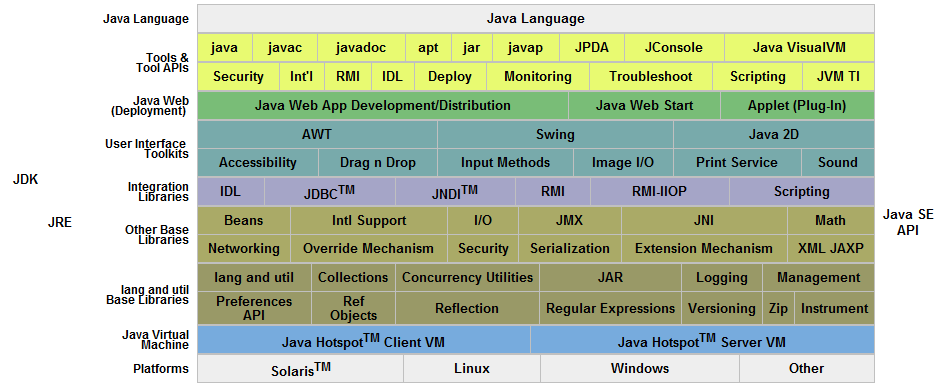 Java Language Java Language
Tools & Tool APIs
java javac javadoc apt jar javap JPDA JConsole Java VisualVM
Security Int'l RMI IDL Deploy Monitoring Troubleshoot Scripting JVM TI
Java Web (Deployment)
Java Web App Development/Distribution Java Web Start Applet (Plug-In)
User Interface Toolkits
AWT Swing Java 2D
Accessibility Drag n Drop Input Methods Image I/O Print Service Sound
JDK
Integration Libraries
IDL JDBC™ JNDI™ RMI RMI-IIOP Scripting
JRE
Other Base Libraries
Beans Intl Support I/O JMX JNI Math
Networking Override Mechanism Security Serialization Extension Mechanism XML JAXP
Java SE API
lang and util Base Libraries
lang and util Collections Concurrency Utilities JAR Logging Management
Preferences API Ref Objects Reflection Regular Expressions Versioning Zip Instrument
Java Virtual Machine
Java Hotspot™ Client VM Java Hotspot™ Server VM
Platforms Solaris™ Linux Windows Other